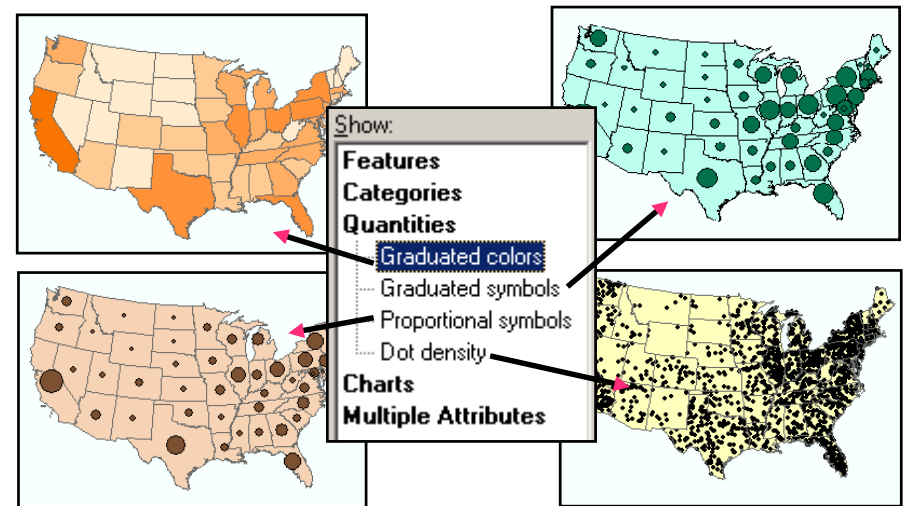 Show:
Features
Categories
Quantities
Graduated colors
Graduated symbols
Proportional symbols
Dot density
Charts
Multiple Attributes